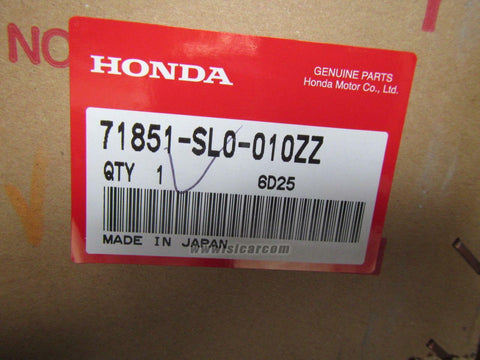 NO
HONDA
GENUINE PARTS
Honda Motor Co., Ltd.
71851-SL0-010ZZ
QTY 1 6D25
MADE IN JAPAN
www.sicarcom